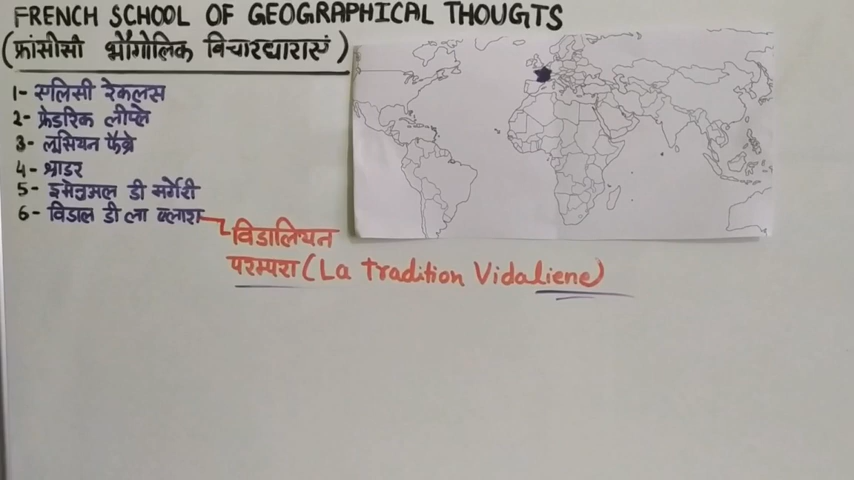 FRENCH SCHOOL OF GEOGRAPHICAL THOUGTS
(फ्रांसीसी भौगोलिक विचारधाराएं)
1- एलिसी रेकलस
2- फ्रेडरिक लीप्ले
3- लूसियन फैब्रे
4- श्राडर
5- इमेनुअल डी मर्गेरी
6- विडाल डी ला ब्लाश
विडालियन
परम्परा (La Tradition Vidaliene)